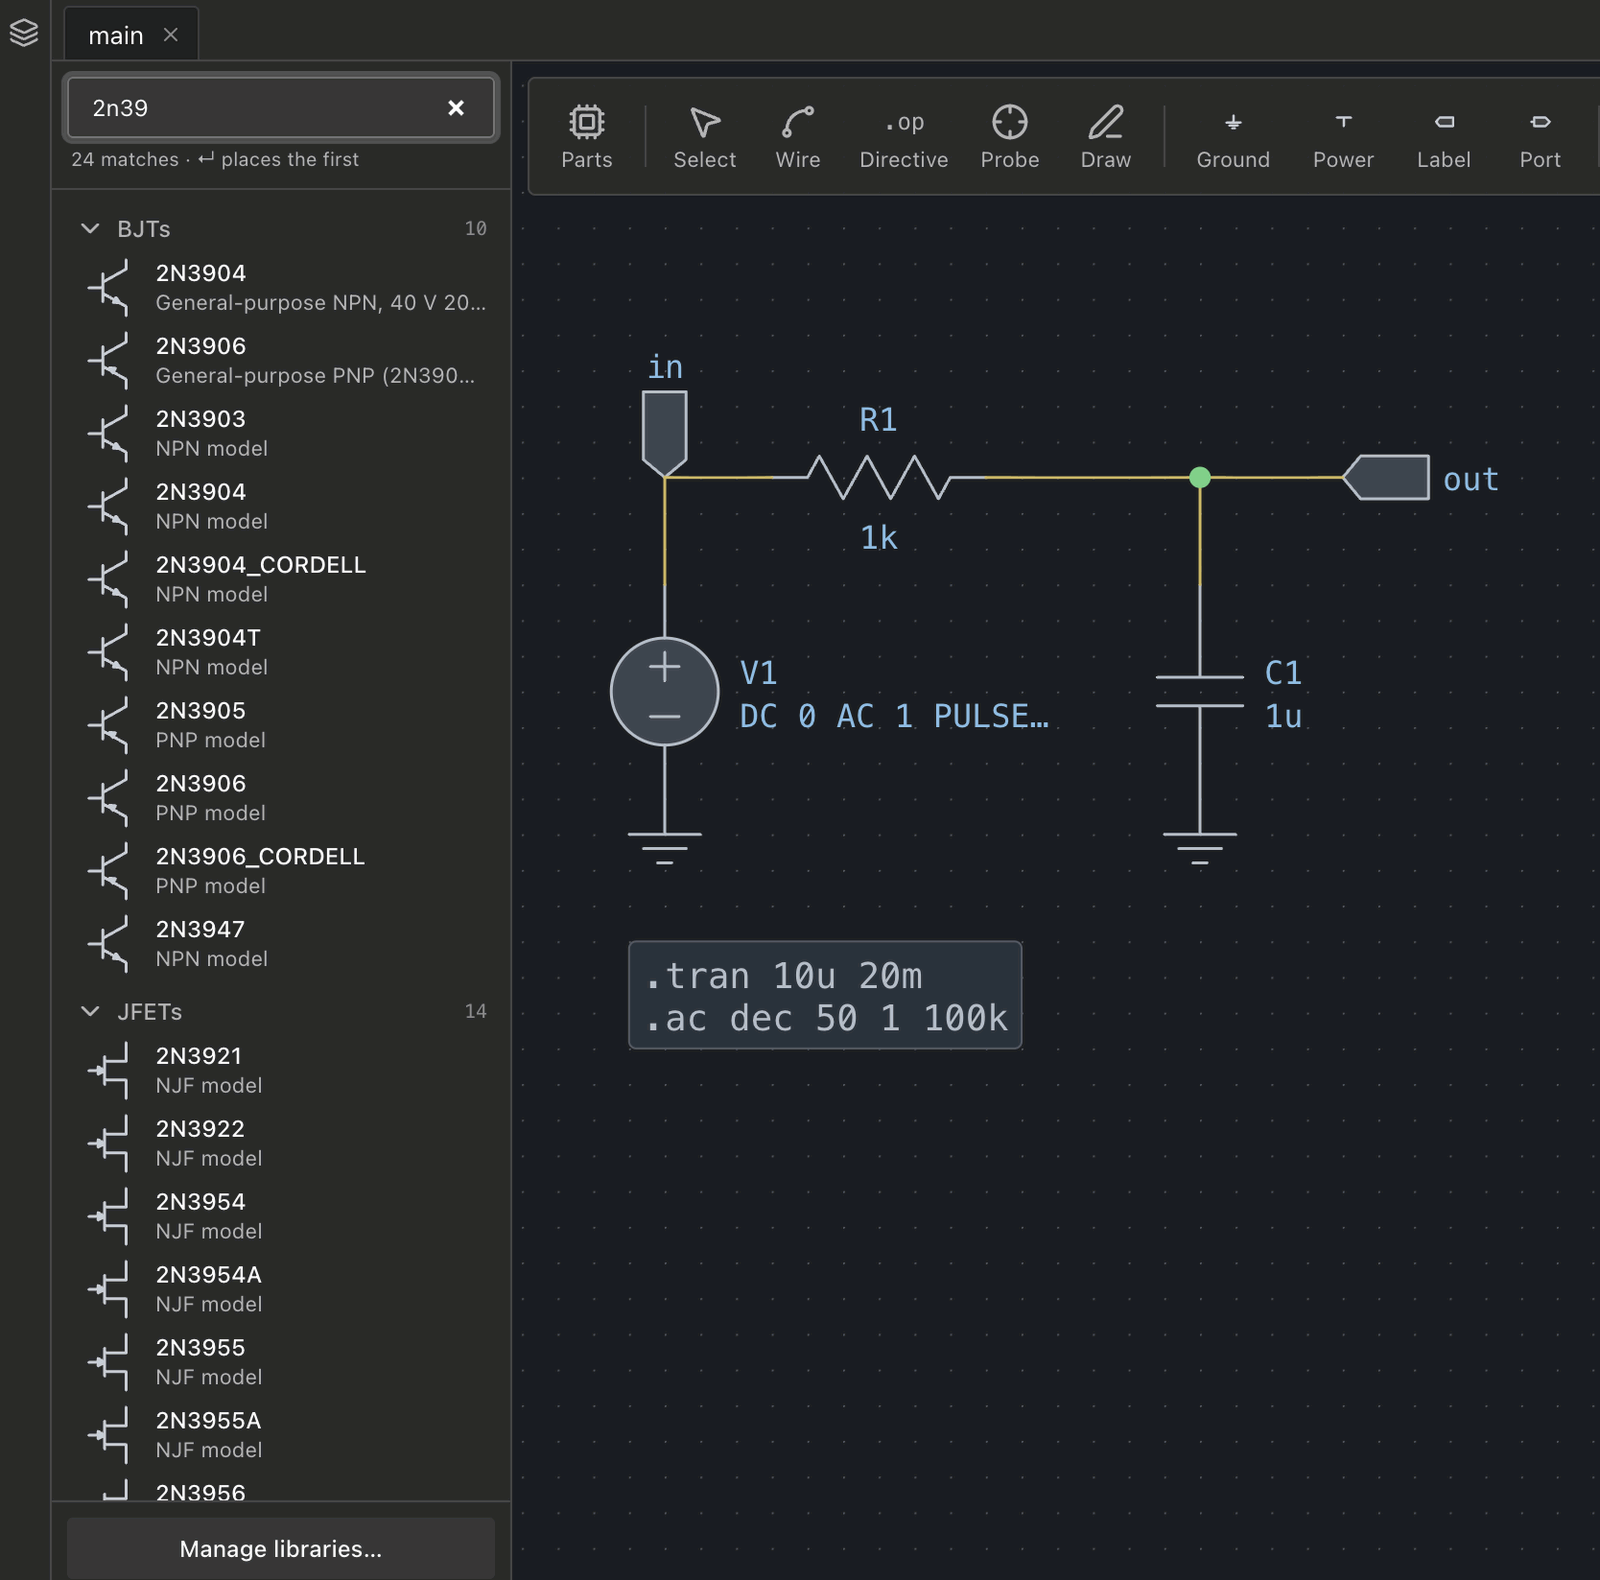 main
2n39
24 matches · ↵ places the first
BJTs 10
2N3904
General-purpose NPN, 40 V 20…
2N3906
General-purpose PNP (2N390…
2N3903
NPN model
2N3904
NPN model
2N3904_CORDELL
NPN model
2N3904T
NPN model
2N3905
PNP model
2N3906
PNP model
2N3906_CORDELL
PNP model
2N3947
NPN model
JFETs 14
2N3921
NJF model
2N3922
NJF model
2N3954
NJF model
2N3954A
NJF model
2N3955
NJF model
2N3955A
NJF model
2N3956
Manage libraries...
.op
Parts Select Wire Directive Probe Draw Ground Power Label Port
in
R1
1k
out
V1
DC 0 AC 1 PULSE…
C1
1u
.tran 10u 20m
.ac dec 50 1 100k